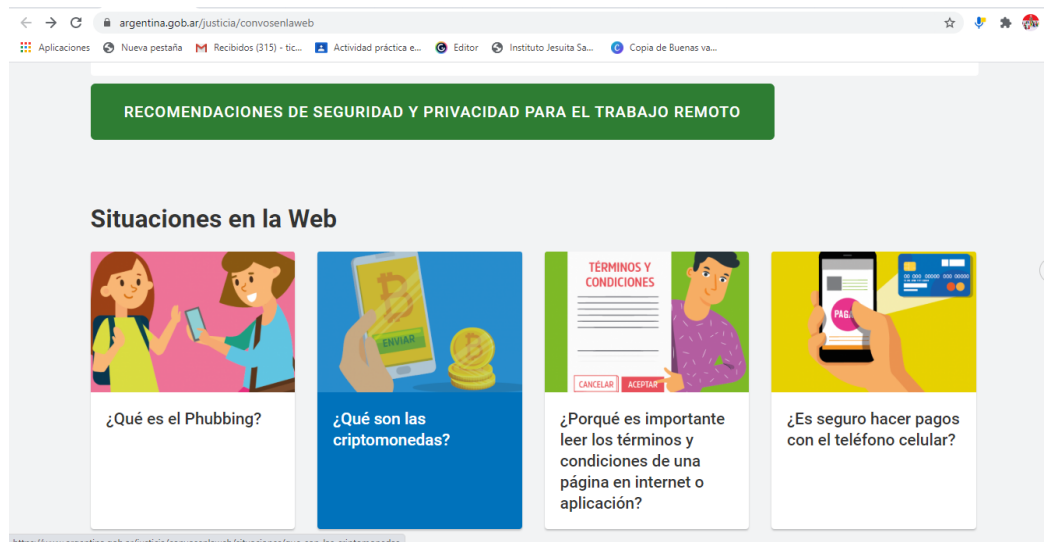 argentina.gob.ar/justicia/convosenlaweb
Aplicaciones Nueva pestaña Recibidos (315) - tic... Actividad práctica e... Editor Instituto Jesuita Sa... Copia de Buenas va...
RECOMENDACIONES DE SEGURIDAD Y PRIVACIDAD PARA EL TRABAJO REMOTO
Situaciones en la Web
ENVIAR
TÉRMINOS Y
CONDICIONES
CANCELAR ACEPTAR
¿Qué es el Phubbing?
¿Qué son las
criptomonedas?
¿Porqué es importante
leer los términos y
condiciones de una
página en internet o
aplicación?
¿Es seguro hacer pagos
con el teléfono celular?